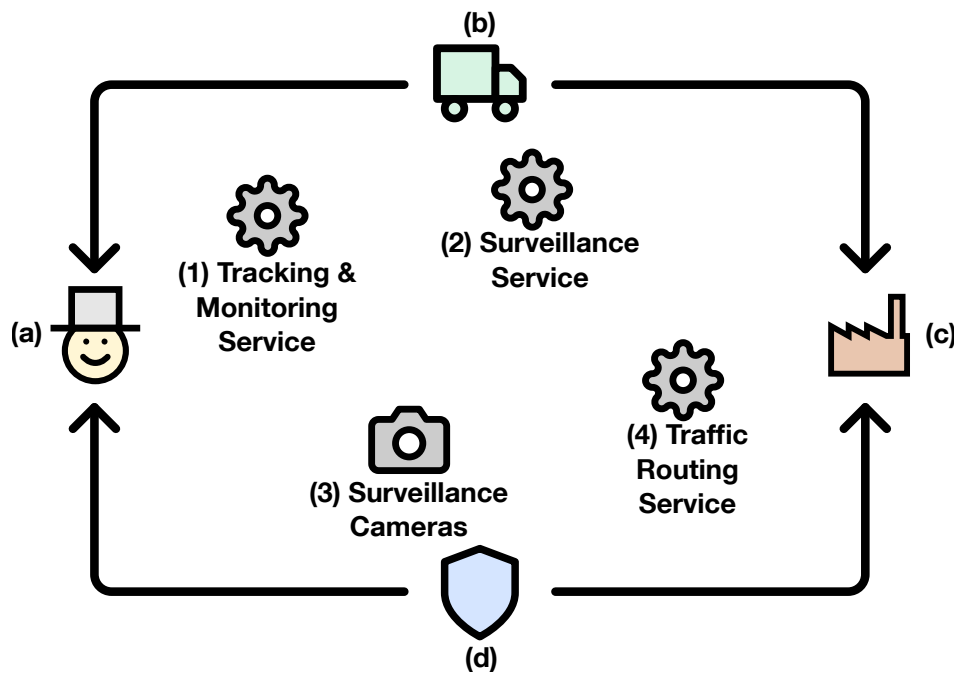 (b)
(1) Tracking &
Monitoring
Service
(2) Surveillance
Service
(a)
(c)
(3) Surveillance
Cameras
(4) Traffic
Routing
Service
(d)